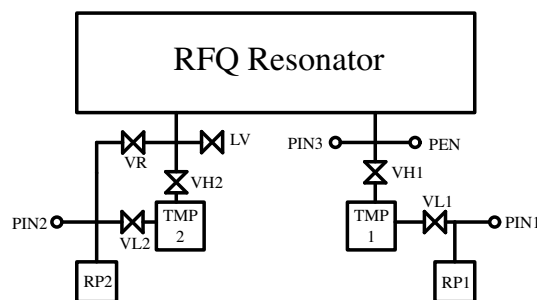 RFQ Resonator
LV
VR
PIN3
PEN
VH2
VH1
PIN2
VL2
TMP
2
TMP
1
VL1
PIN1
RP2
RP1